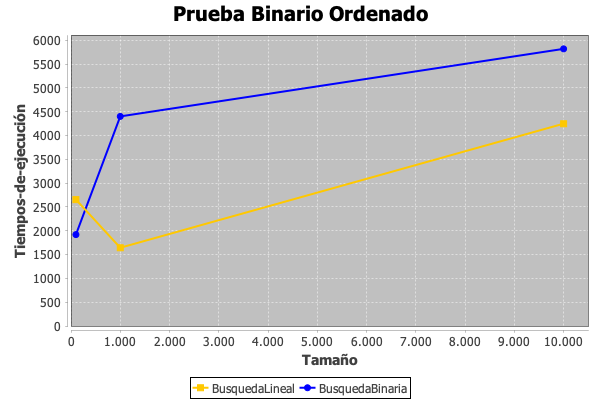 Prueba Binario Ordenado
Tiempos-de-ejecución
6000
5500
5000
4500
4000
3500
3000
2500
2000
1500
1000
500
0
0 1.000 2.000 3.000 4.000 5.000 6.000 7.000 8.000 9.000 10.000
Tamaño
BusquedaLineal BusquedaBinaria